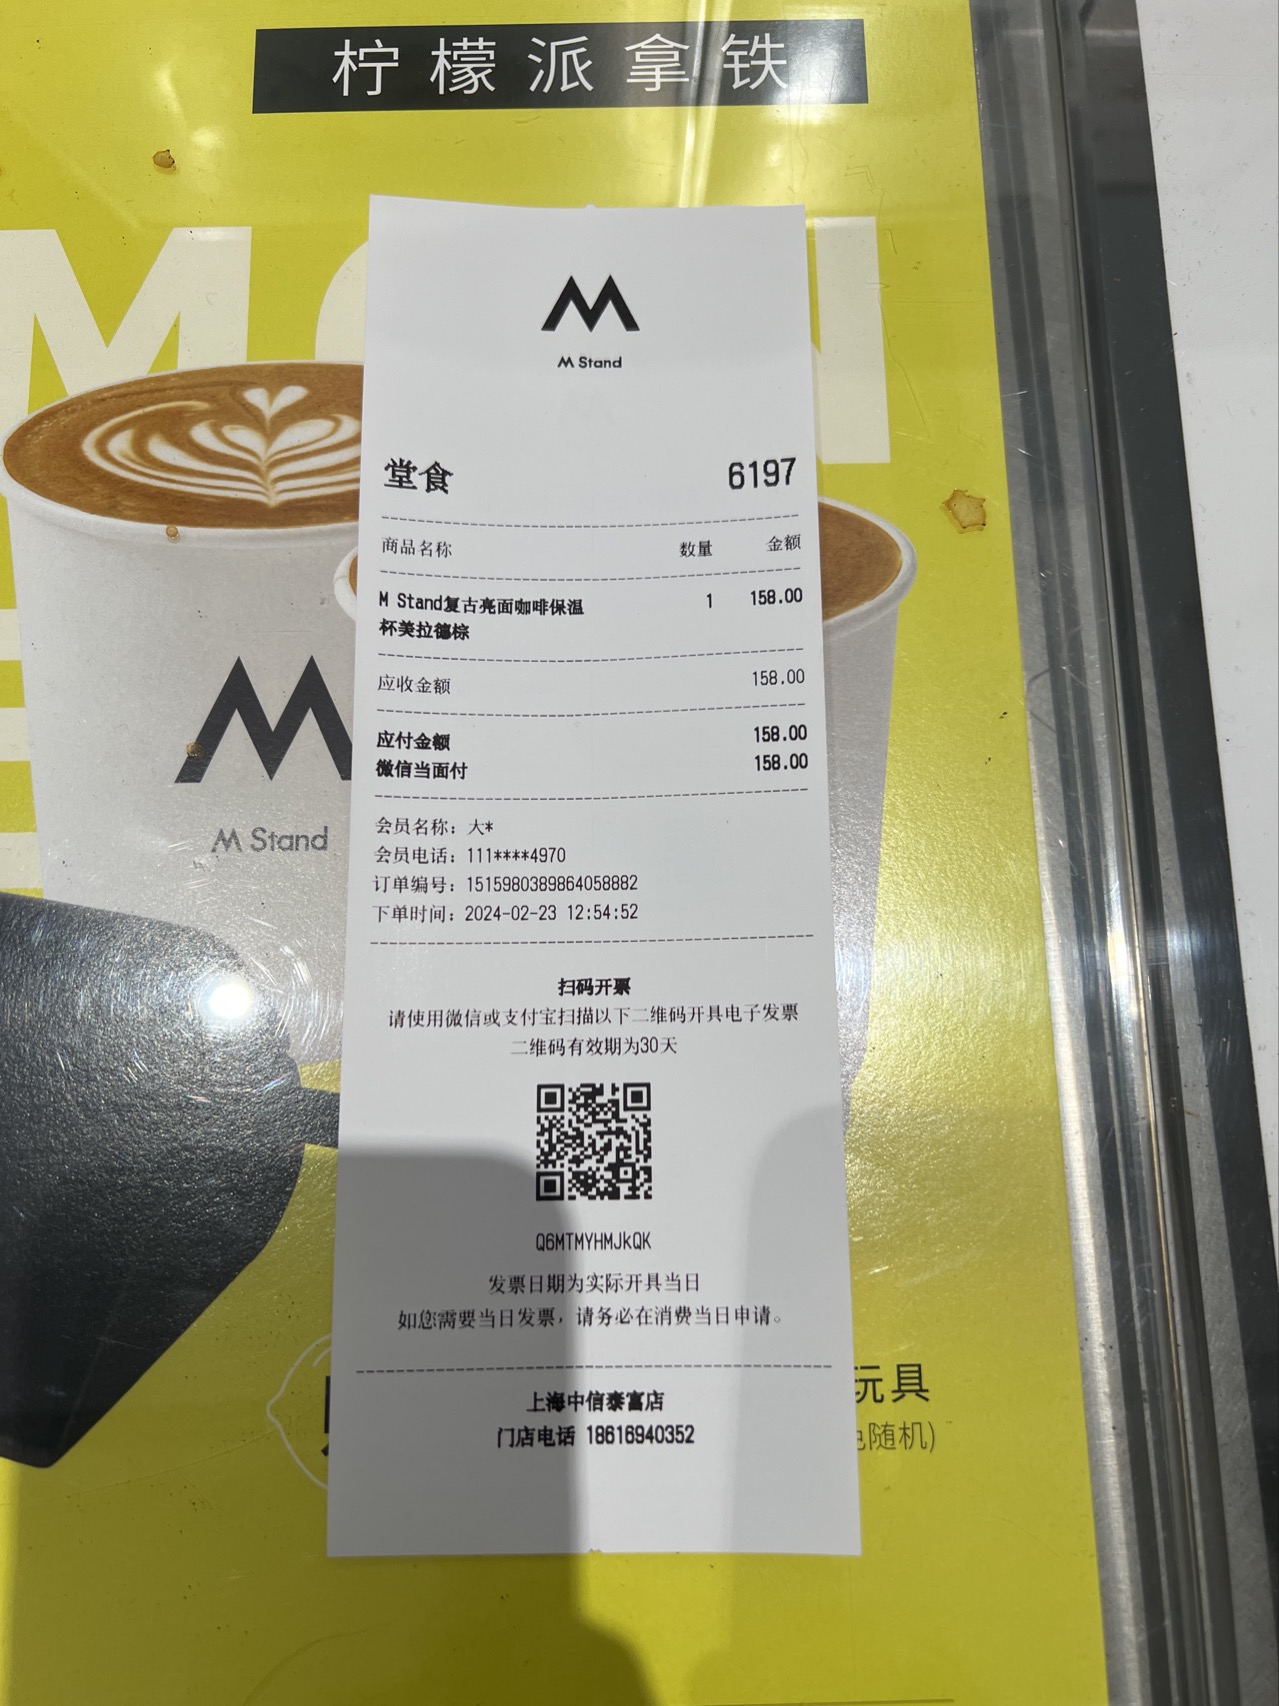 柠檬派拿铁
M Stand
堂食 6197
商品名称 数量 金额
M Stand复古亮面咖啡保温 1 158.00
杯美拉德棕
应收金额 158.00
应付金额 158.00
微信当面付 158.00
M Stand
会员名称：大*
会员电话：111****4970
订单编号：1515980389864058882
下单时间：2024-02-23 12:54:52
扫码开票
请使用微信或支付宝扫描以下二维码开具电子发票
二维码有效期为30天
Q6MTMYHMJkQK
发票日期为实际开具当日
如您需要当日发票，请务必在消费当日申请。
玩具
随机)
上海中信泰富店
门店电话 18616940352